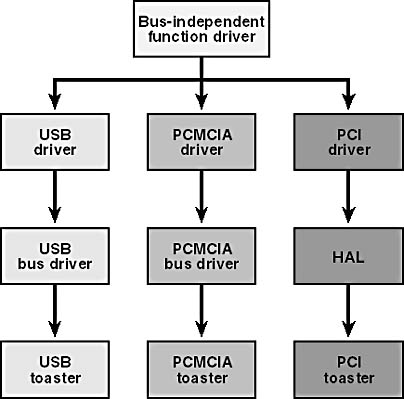 Bus-independent
function driver
USB
driver
PCMCIA
driver
PCI
driver
USB
bus driver
PCMCIA
bus driver
HAL
USB
toaster
PCMCIA
toaster
PCI
toaster